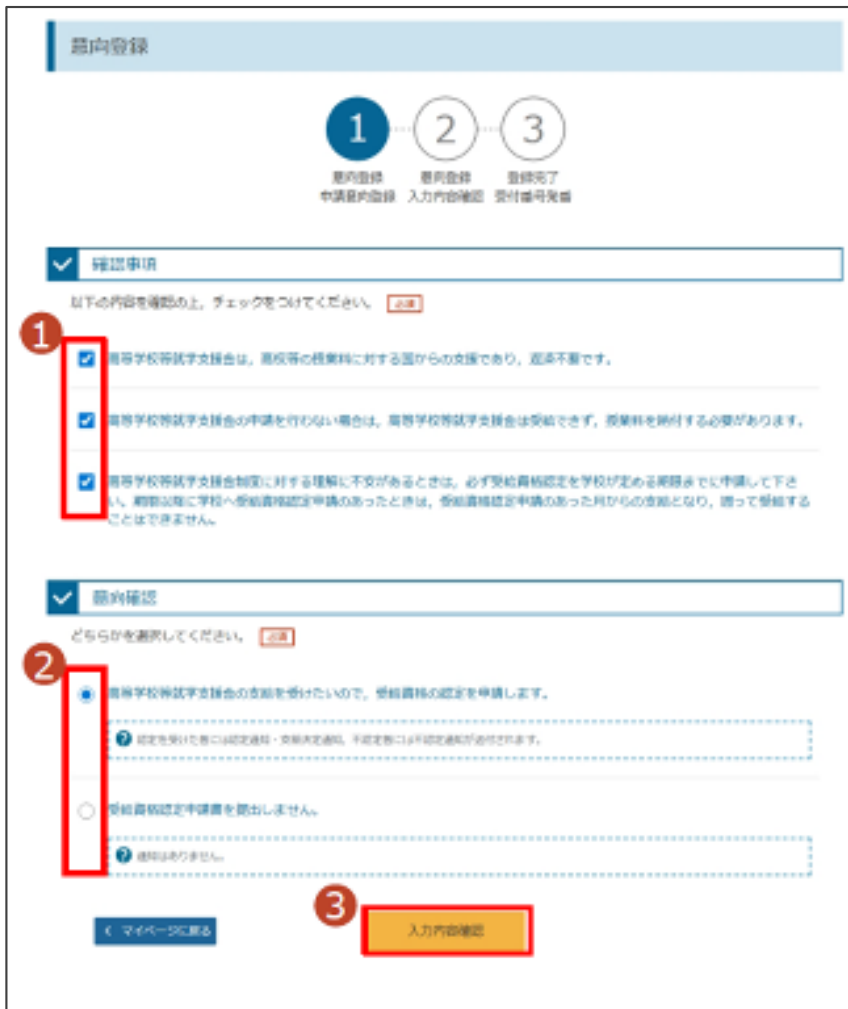 意向登録
1 2 3
意向登録 意向登録 登録完了
申請意向登録 入力内容確認 受付番号発番
確認事項
以下の内容を確認の上，チェックをつけてください。 必須
1
高等学校等就学支援金は，高校等の授業料に対する国からの支援であり，返済不要です。
高等学校等就学支援金の申請を行わない場合は，高等学校等就学支援金は受給できず，授業料を納付する必要があります。
高等学校等就学支援金制度に対する理解に不安があるときは，必ず受給資格認定を学校が定める期限までに申請して下さ
い。期限以降に学校へ受給資格認定申請のあったときは，受給資格認定申請のあった月からの支給となり，遡って受給する
ことはできません。
意向確認
どちらかを選択してください。 必須
2
高等学校等就学支援金の支給を受けたいので，受給資格の認定を申請します。
認定を受けた者には認定通知・支給決定通知，不認定者には不認定通知が送付されます。
受給資格認定申請書を提出しません。
通知はありません。
3
マイページに戻る 入力内容確認